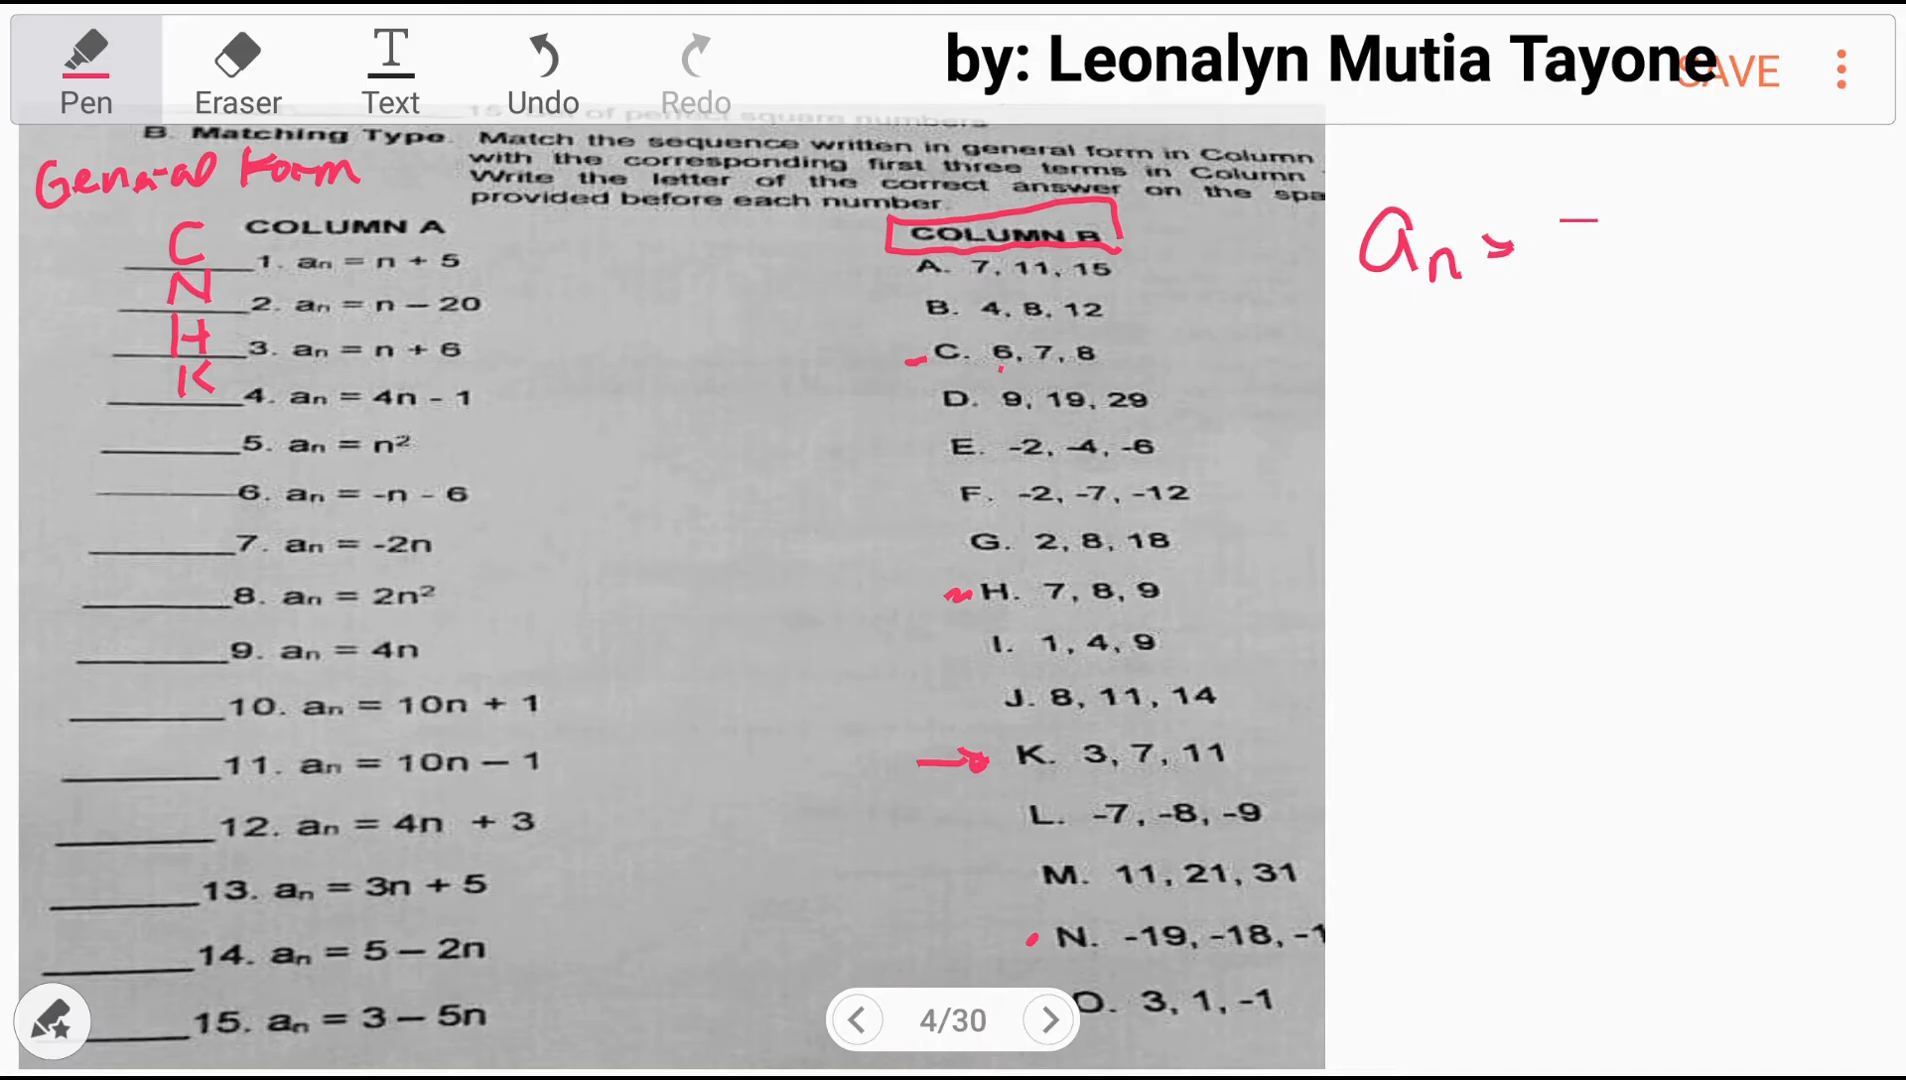 by: Leonalyn Mutia Tayone
SAVE
Pen
Eraser
Text
Undo
Redo
of perfect square numbers
B. Matching Type. Match the sequence written in general form in Column
with the corresponding first three terms in Column
Write the letter of the correct answer on the spa
provided before each number.
General Form
COLUMN A
C 1. aₙ = n + 5
N 2. aₙ = n – 20
H 3. aₙ = n + 6
K 4. aₙ = 4n - 1
5. aₙ = n²
6. aₙ = -n - 6
7. aₙ = -2n
8. aₙ = 2n²
9. aₙ = 4n
10. aₙ = 10n + 1
11. aₙ = 10n – 1
12. aₙ = 4n + 3
13. aₙ = 3n + 5
14. aₙ = 5 – 2n
15. aₙ = 3 – 5n
COLUMN B
A. 7, 11, 15
B. 4, 8, 12
C. 6, 7, 8
D. 9, 19, 29
E. -2, -4, -6
F. -2, -7, -12
G. 2, 8, 18
H. 7, 8, 9
I. 1, 4, 9
J. 8, 11, 14
K. 3, 7, 11
L. -7, -8, -9
M. 11, 21, 31
N. -19, -18, -1
O. 3, 1, -1
aₙ =
4/30